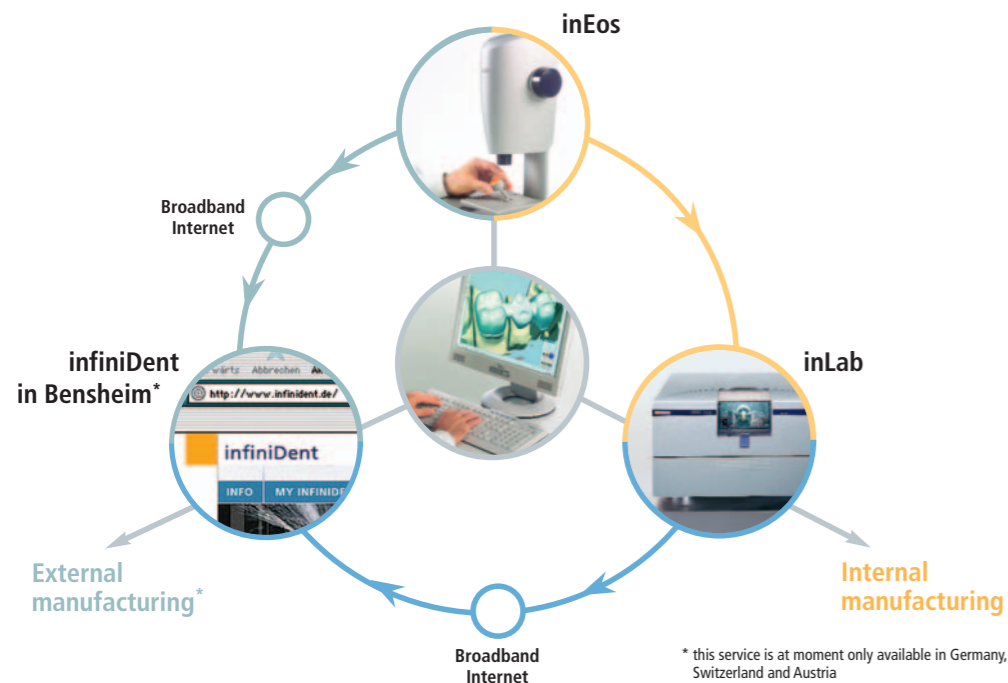 inEos
Broadband
Internet
infiniDent
in Bensheim*
inLab
wärts Abbrechen
http://www.infinident.de/
infiniDent
INFO
MY INFINIDE
External
manufacturing*
Internal
manufacturing
Broadband
Internet
* this service is at moment only available in Germany,
Switzerland and Austria